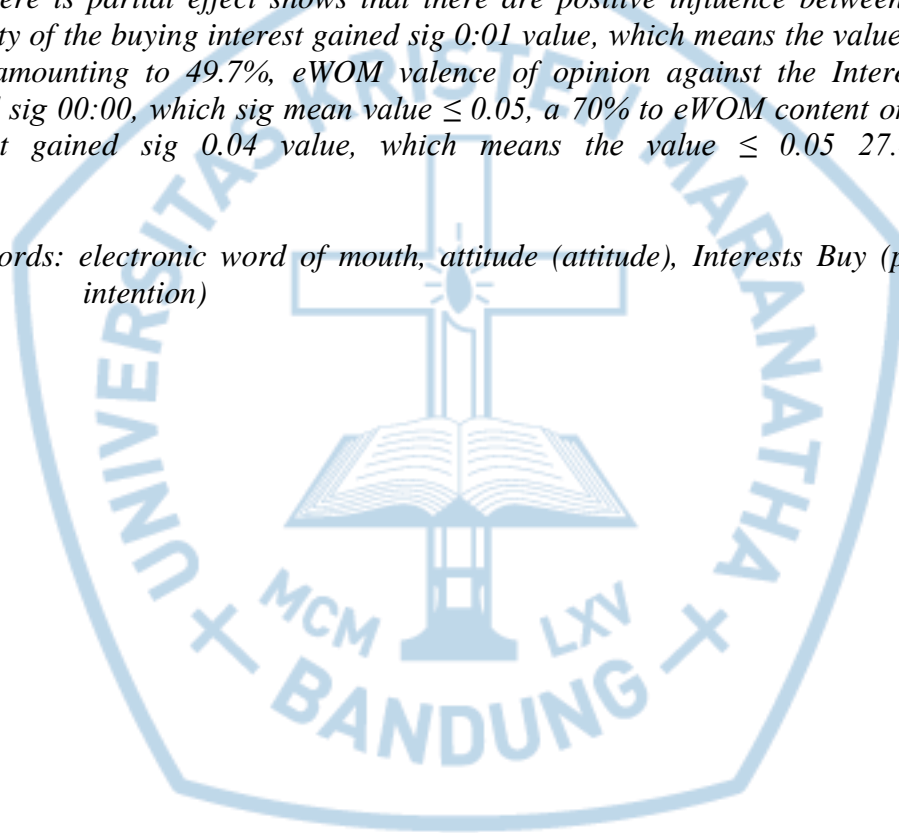 ere is partial effect shows that there are positive influence between
ty of the buying interest gained sig 0:01 value, which means the value
amounting to 49.7%, eWOM valence of opinion against the Intere
sig 00:00, which sig mean value ≤ 0.05, a 70% to eWOM content o
t gained sig 0.04 value, which means the value ≤ 0.05 27.
ords: electronic word of mouth, attitude (attitude), Interests Buy (p
intention)
UNIVERSITAS KRISTEN MARANATHA
MCM LXV
BANDUNG